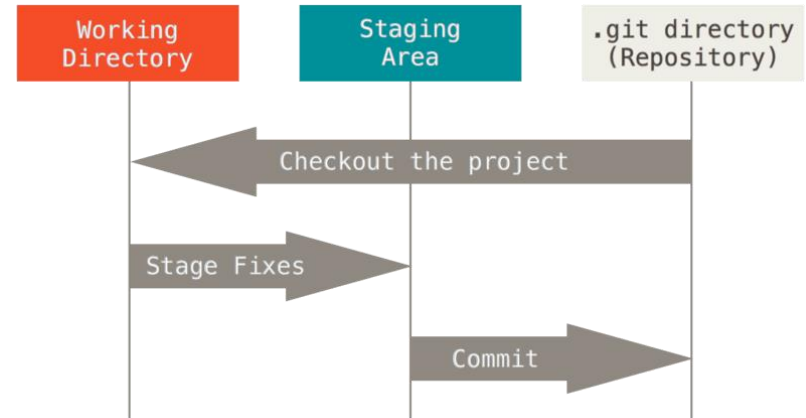 Working
Directory
Staging
Area
.git directory
(Repository)
Checkout the project
Stage Fixes
Commit